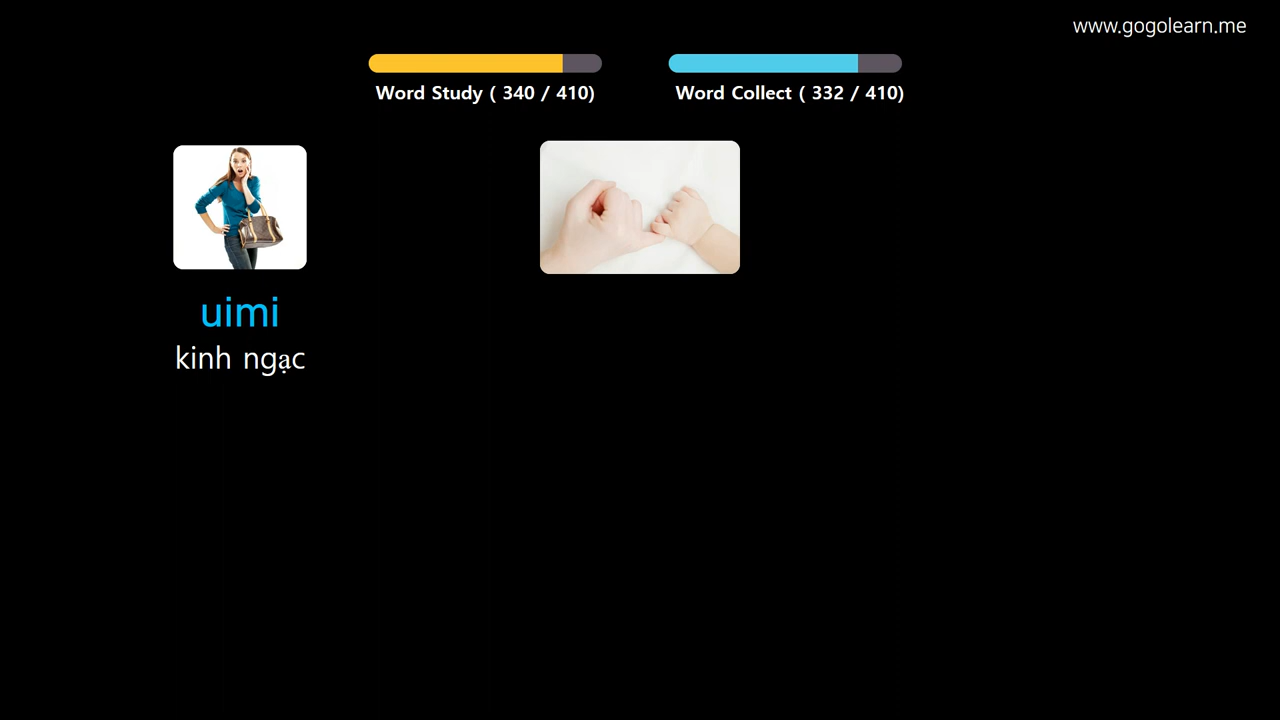 www.gogolearn.me
Word Study ( 340 / 410)
Word Collect ( 332 / 410)
uimi
kinh ngạc